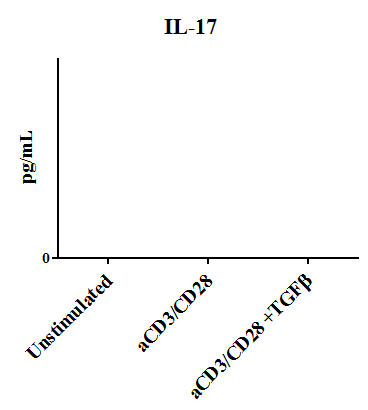 IL-17
pg/mL
0
Unstimulated
aCD3/CD28
aCD3/CD28 +TGFβ